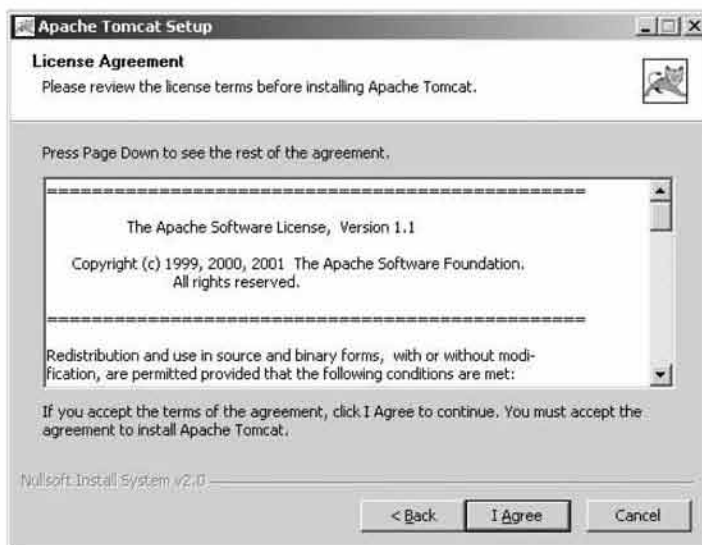 Apache Tomcat Setup
License Agreement
Please review the license terms before installing Apache Tomcat.
Press Page Down to see the rest of the agreement.
================================================
The Apache Software License, Version 1.1
Copyright (c) 1999, 2000, 2001 The Apache Software Foundation.
All rights reserved.
================================================
Redistribution and use in source and binary forms, with or without modi-
fication, are permitted provided that the following conditions are met:
If you accept the terms of the agreement, click I Agree to continue. You must accept the
agreement to install Apache Tomcat.
Nullsoft Install System v2.0
< Back I Agree Cancel